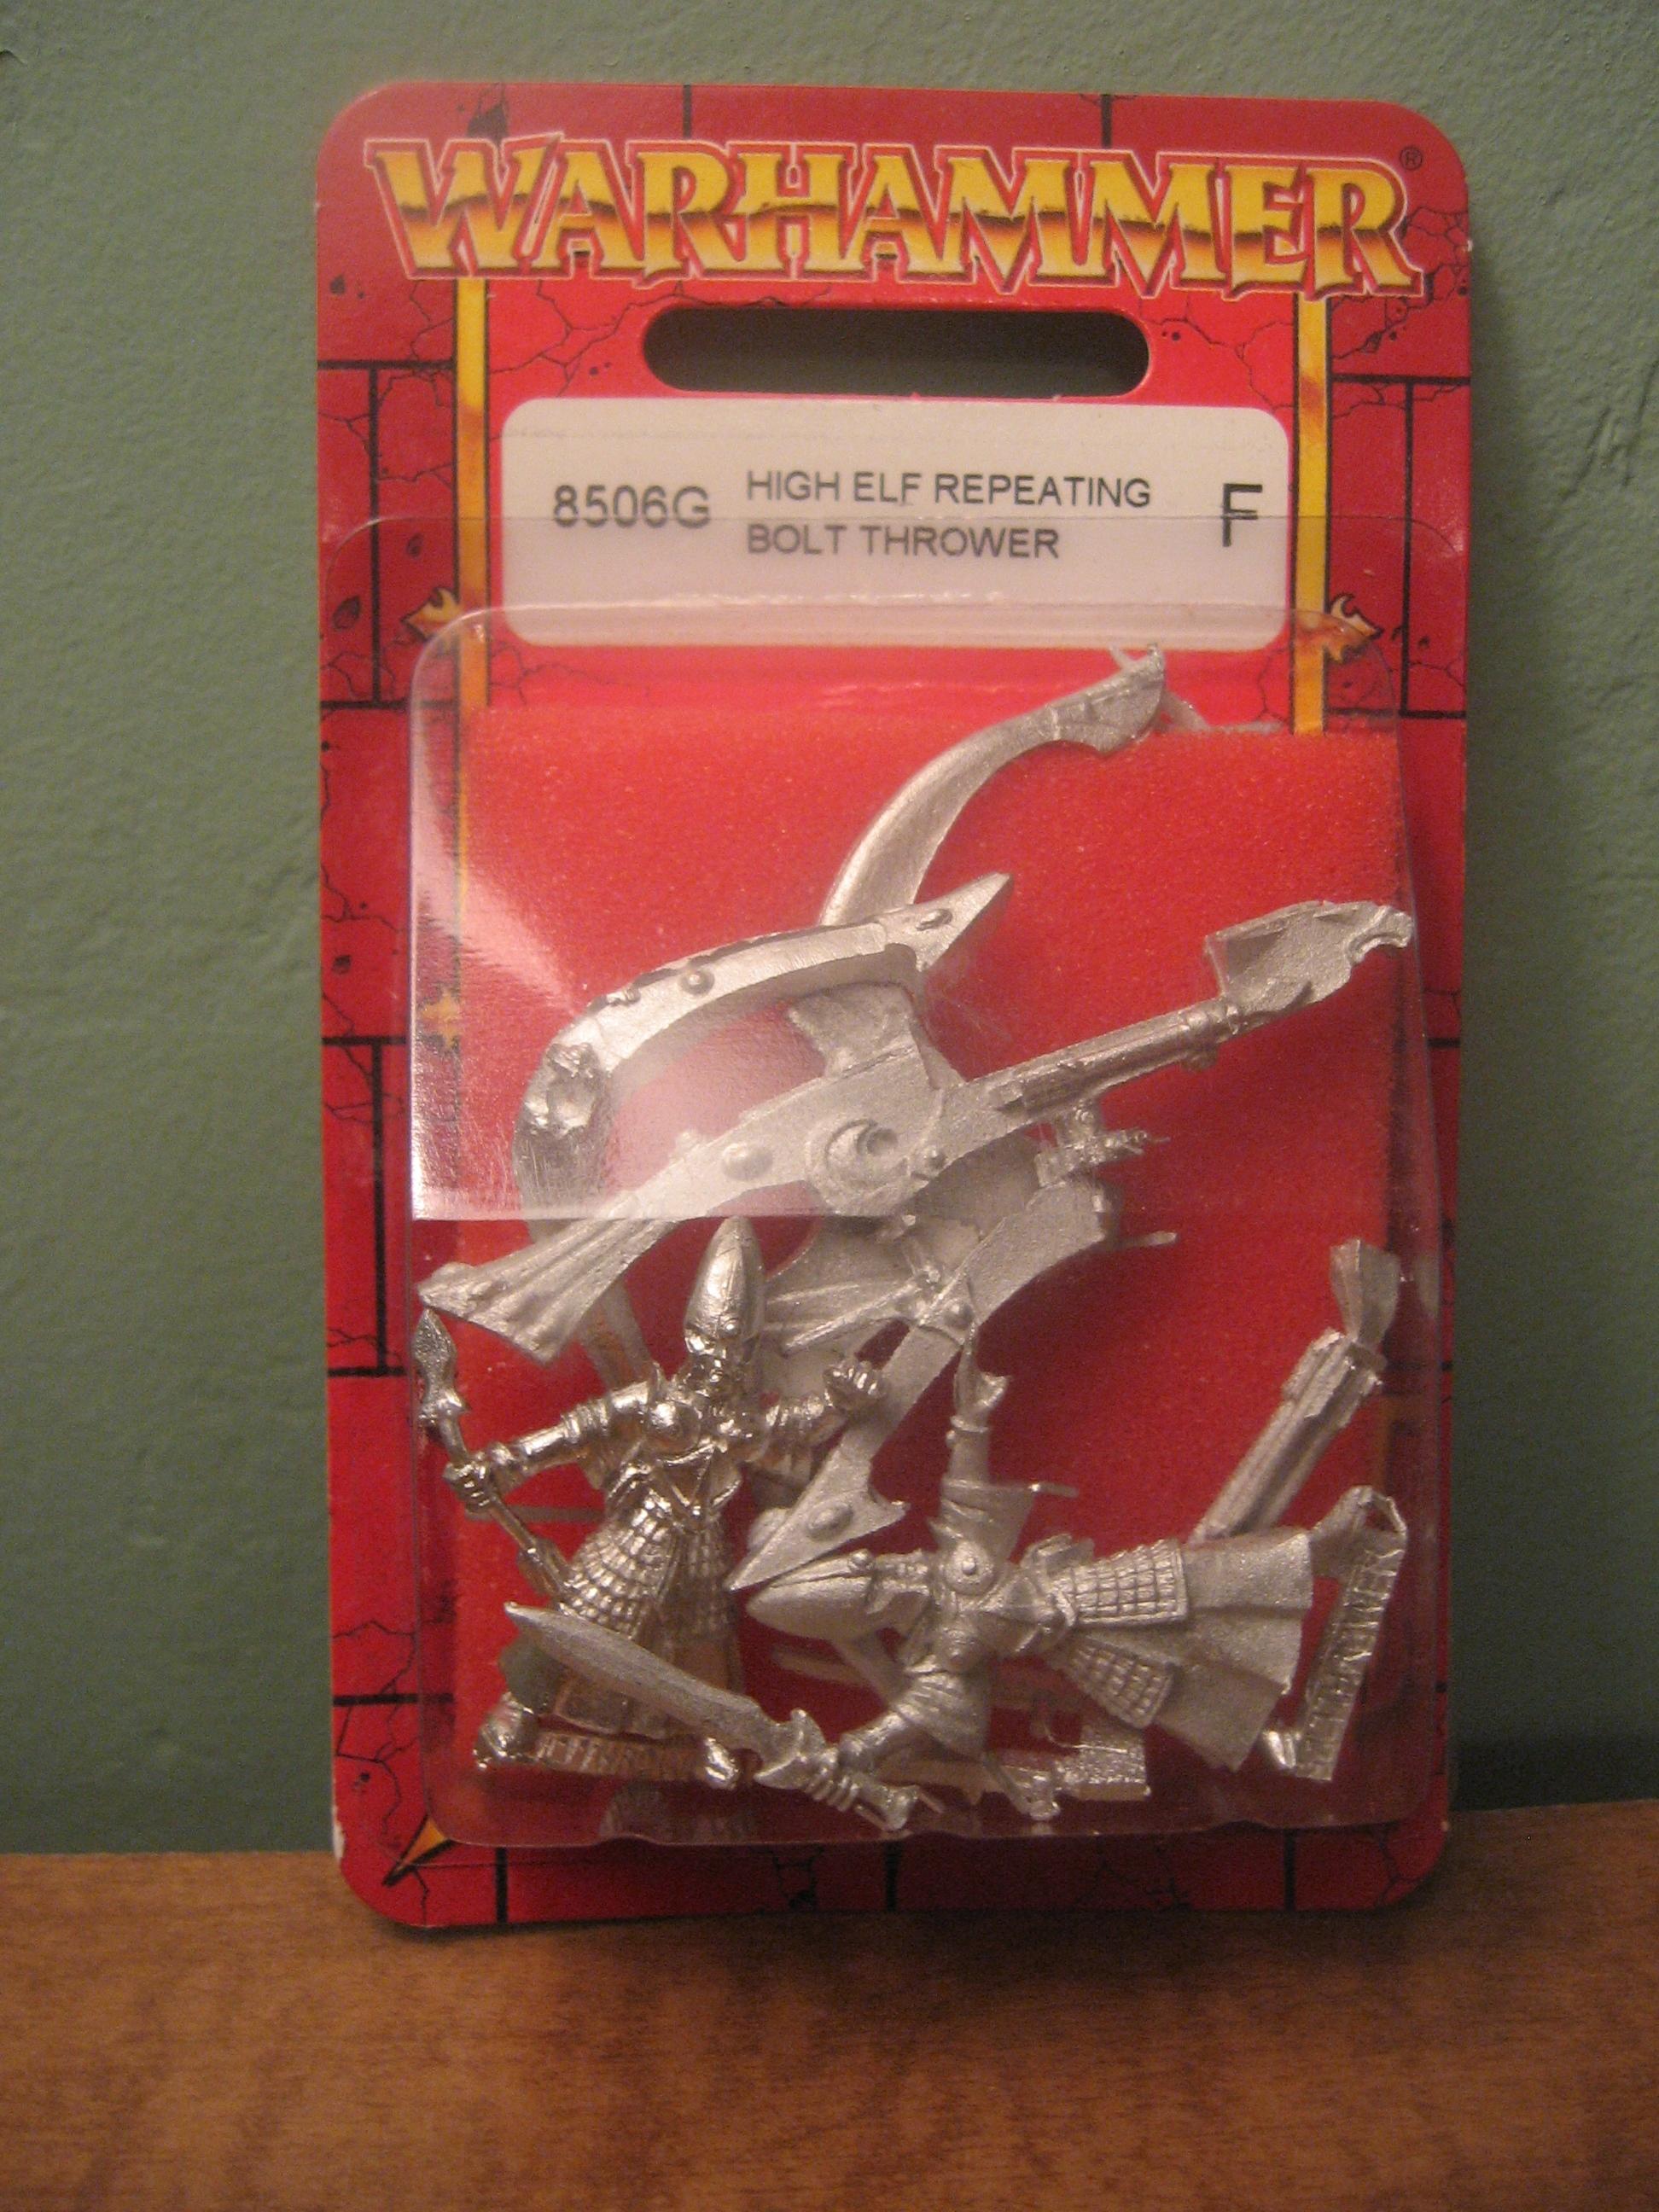 WARHAMMER®
8506G HIGH ELF REPEATING BOLT THROWER F